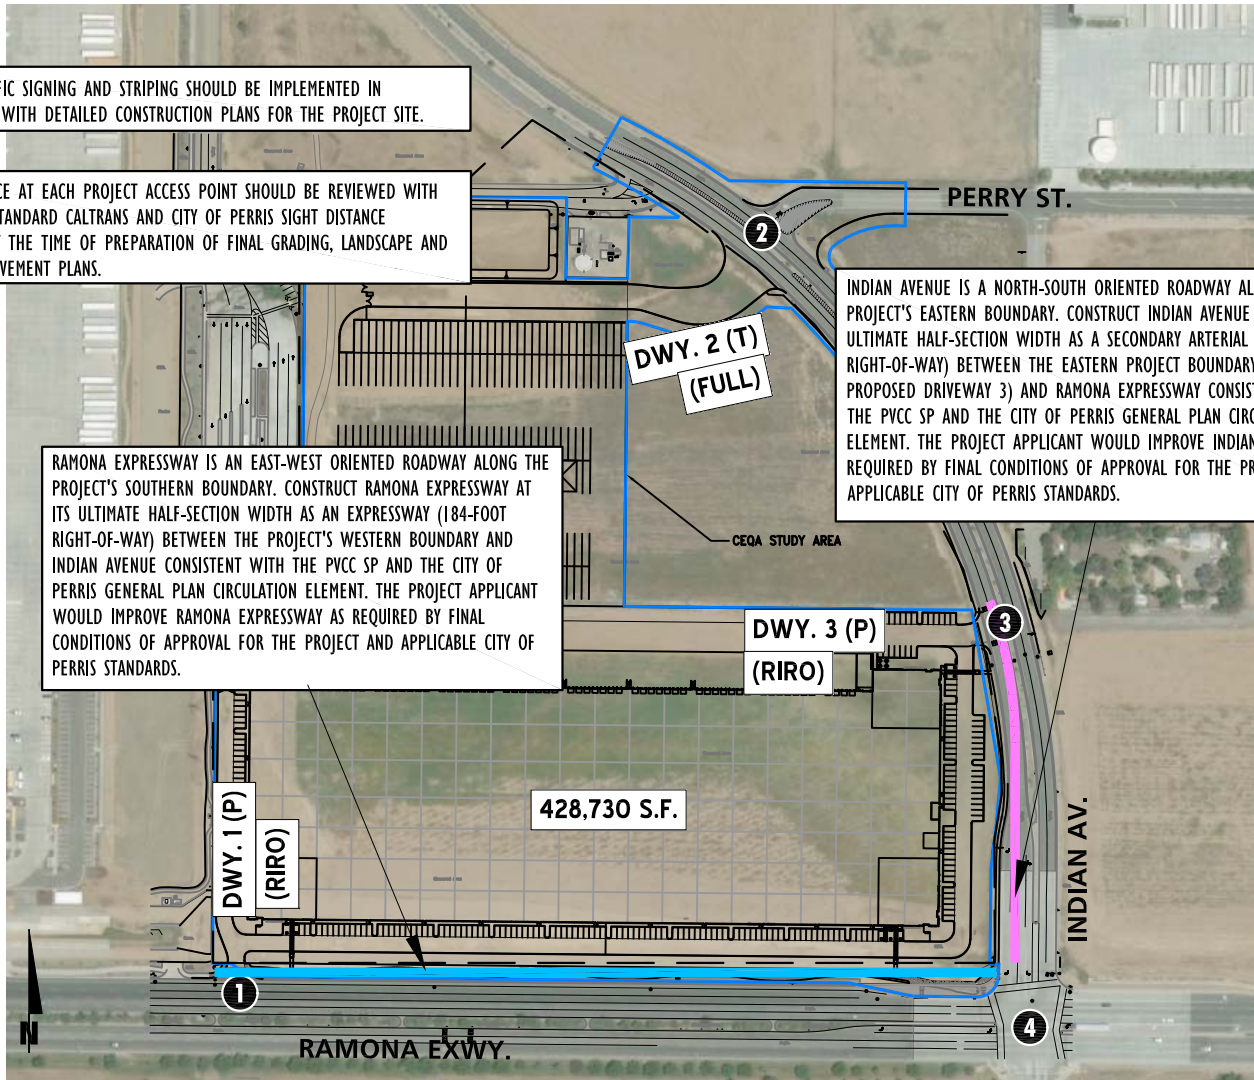 FIC SIGNING AND STRIPING SHOULD BE IMPLEMENTED IN
WITH DETAILED CONSTRUCTION PLANS FOR THE PROJECT SITE.
CE AT EACH PROJECT ACCESS POINT SHOULD BE REVIEWED WITH
STANDARD CALTRANS AND CITY OF PERRIS SIGHT DISTANCE
THE TIME OF PREPARATION OF FINAL GRADING, LANDSCAPE AND
VEMENT PLANS.
PERRY ST.
2
INDIAN AVENUE IS A NORTH-SOUTH ORIENTED ROADWAY AL
PROJECT'S EASTERN BOUNDARY. CONSTRUCT INDIAN AVENUE
ULTIMATE HALF-SECTION WIDTH AS A SECONDARY ARTERIAL
RIGHT-OF-WAY) BETWEEN THE EASTERN PROJECT BOUNDARY
PROPOSED DRIVEWAY 3) AND RAMONA EXPRESSWAY CONSIST
THE PVCC SP AND THE CITY OF PERRIS GENERAL PLAN CIRC
ELEMENT. THE PROJECT APPLICANT WOULD IMPROVE INDIAN
REQUIRED BY FINAL CONDITIONS OF APPROVAL FOR THE PR
APPLICABLE CITY OF PERRIS STANDARDS.
DWY. 2 (T)
(FULL)
RAMONA EXPRESSWAY IS AN EAST-WEST ORIENTED ROADWAY ALONG THE
PROJECT'S SOUTHERN BOUNDARY. CONSTRUCT RAMONA EXPRESSWAY AT
ITS ULTIMATE HALF-SECTION WIDTH AS AN EXPRESSWAY (184-FOOT
RIGHT-OF-WAY) BETWEEN THE PROJECT'S WESTERN BOUNDARY AND
INDIAN AVENUE CONSISTENT WITH THE PVCC SP AND THE CITY OF
PERRIS GENERAL PLAN CIRCULATION ELEMENT. THE PROJECT APPLICANT
WOULD IMPROVE RAMONA EXPRESSWAY AS REQUIRED BY FINAL
CONDITIONS OF APPROVAL FOR THE PROJECT AND APPLICABLE CITY OF
PERRIS STANDARDS.
CEQA STUDY AREA
DWY. 3 (P)
(RIRO)
3
428,730 S.F.
DWY. 1 (P)
(RIRO)
INDIAN AV.
1
4
N
RAMONA EXWY.